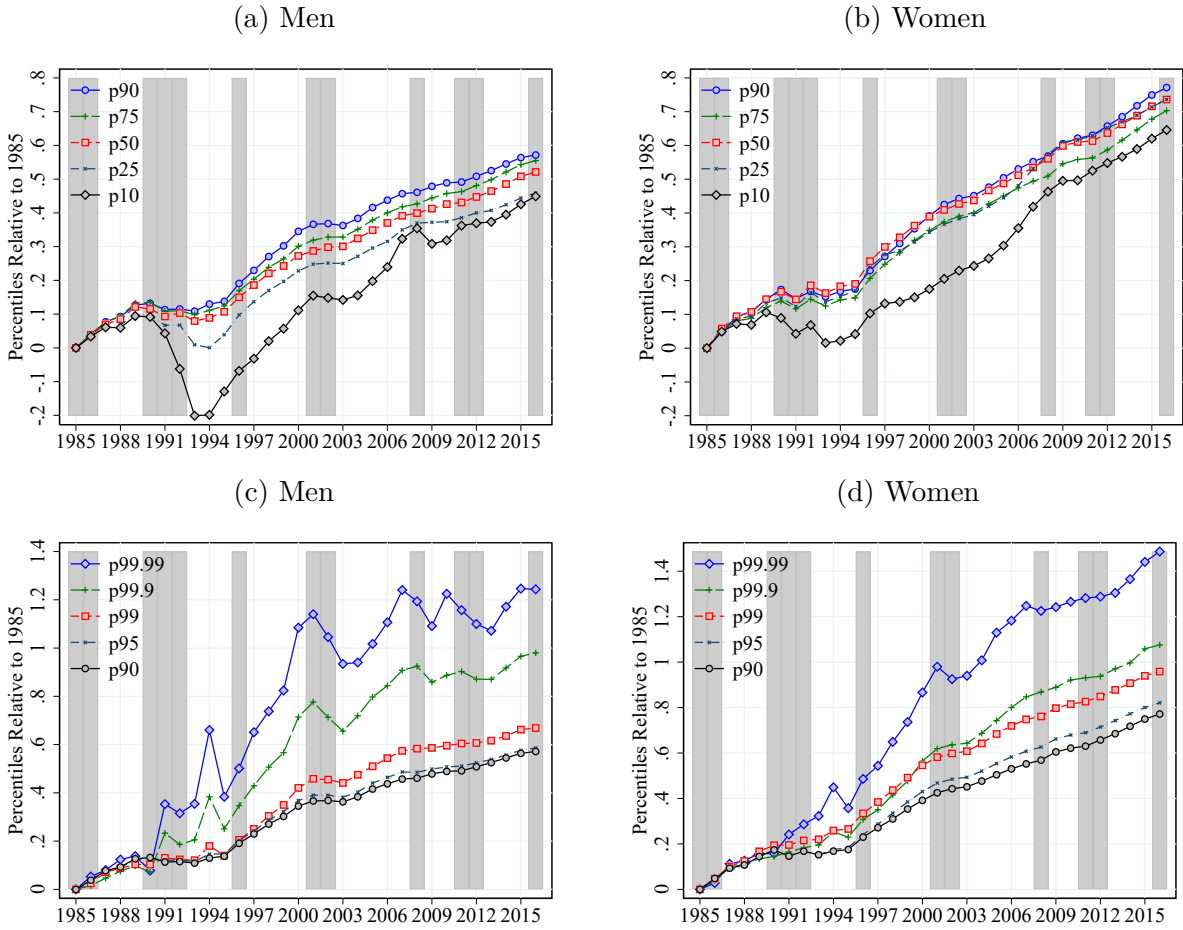 (a) Men
Percentiles Relative to 1985
.8
.7
.6
.5
.4
.3
.2
.1
0
-.1
-.2
p90
p75
p50
p25
p10
1985 1988 1991 1994 1997 2000 2003 2006 2009 2012 2015
(b) Women
Percentiles Relative to 1985
.8
.7
.6
.5
.4
.3
.2
.1
0
-.1
-.2
p90
p75
p50
p25
p10
1985 1988 1991 1994 1997 2000 2003 2006 2009 2012 2015
(c) Men
Percentiles Relative to 1985
1.4
1.2
1
.8
.6
.4
.2
0
p99.99
p99.9
p99
p95
p90
1985 1988 1991 1994 1997 2000 2003 2006 2009 2012 2015
(d) Women
Percentiles Relative to 1985
1.4
1.2
1
.8
.6
.4
.2
0
p99.99
p99.9
p99
p95
p90
1985 1988 1991 1994 1997 2000 2003 2006 2009 2012 2015